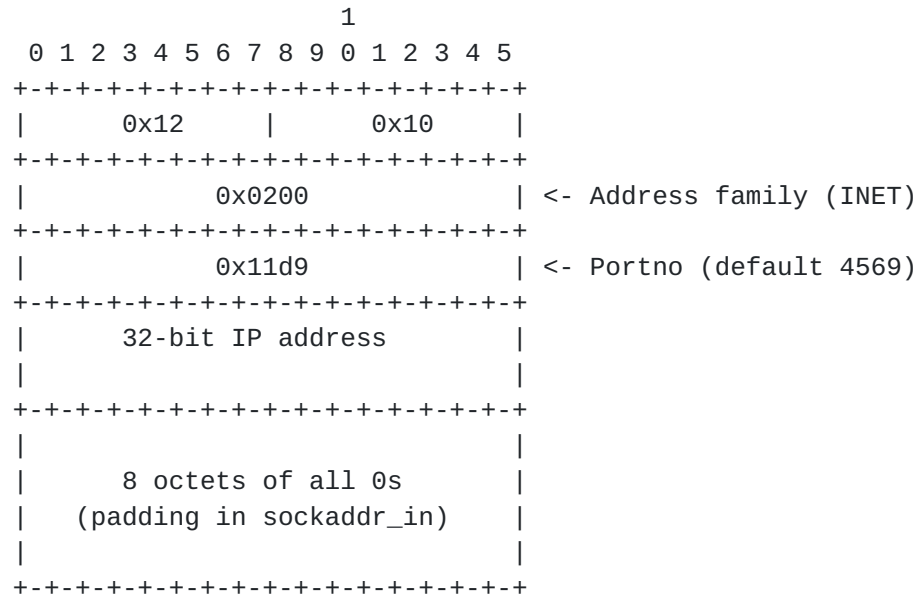 1
 0 1 2 3 4 5 6 7 8 9 0 1 2 3 4 5
+-+-+-+-+-+-+-+-+-+-+-+-+-+-+-+-+
|      0x12     |      0x10     |
+-+-+-+-+-+-+-+-+-+-+-+-+-+-+-+-+
|            0x0200             | <- Address family (INET)
+-+-+-+-+-+-+-+-+-+-+-+-+-+-+-+-+
|            0x11d9             | <- Portno (default 4569)
+-+-+-+-+-+-+-+-+-+-+-+-+-+-+-+-+
|      32-bit IP address        |
|                               |
+-+-+-+-+-+-+-+-+-+-+-+-+-+-+-+-+
|                               |
|      8 octets of all 0s       |
|   (padding in sockaddr_in)    |
|                               |
+-+-+-+-+-+-+-+-+-+-+-+-+-+-+-+-+